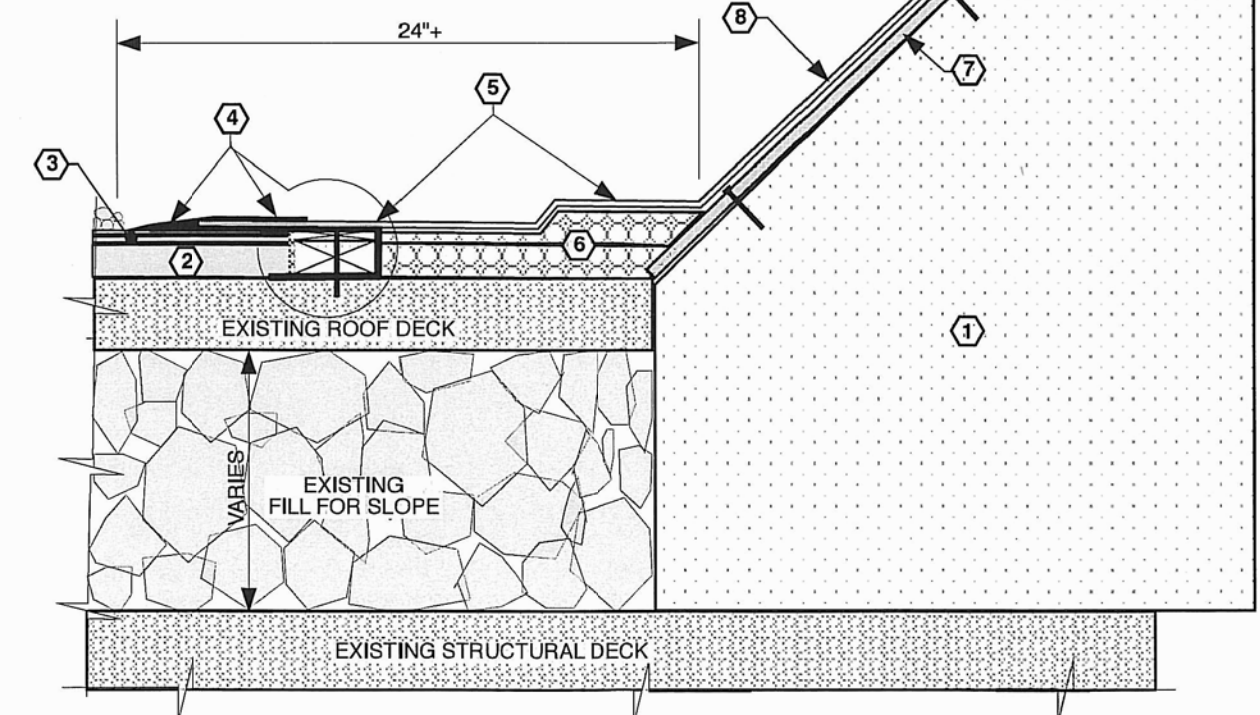 8
24"+
7
5
4
3
6
2
EXISTING ROOF DECK
1
VARIES
EXISTING
FILL FOR SLOPE
EXISTING STRUCTURAL DECK